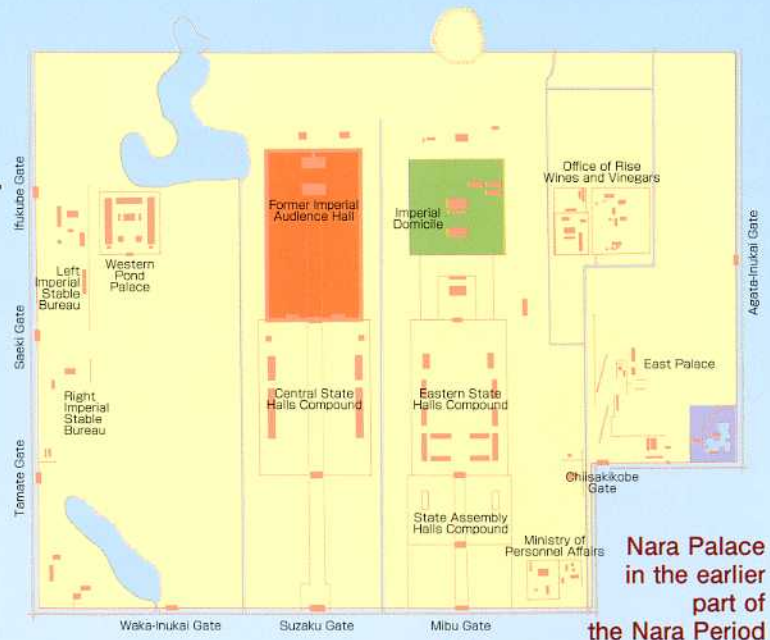 Ifukube Gate
Saeki Gate
Tamate Gate
Former Imperial
Audience Hall
Imperial
Domicile
Office of Rise
Wines and Vinegars
Western
Pond
Palace
Left
Imperial
Stable
Bureau
Right
Imperial
Stable
Bureau
Central State
Halls Compound
Eastern State
Halls Compound
East Palace
Agata-Inukai Gate
Chiisakikobe
Gate
State Assembly
Halls Compound
Ministry of
Personnel Affairs
Waka-Inukai Gate
Suzaku Gate
Mibu Gate
Nara Palace
in the earlier
part of
the Nara Period